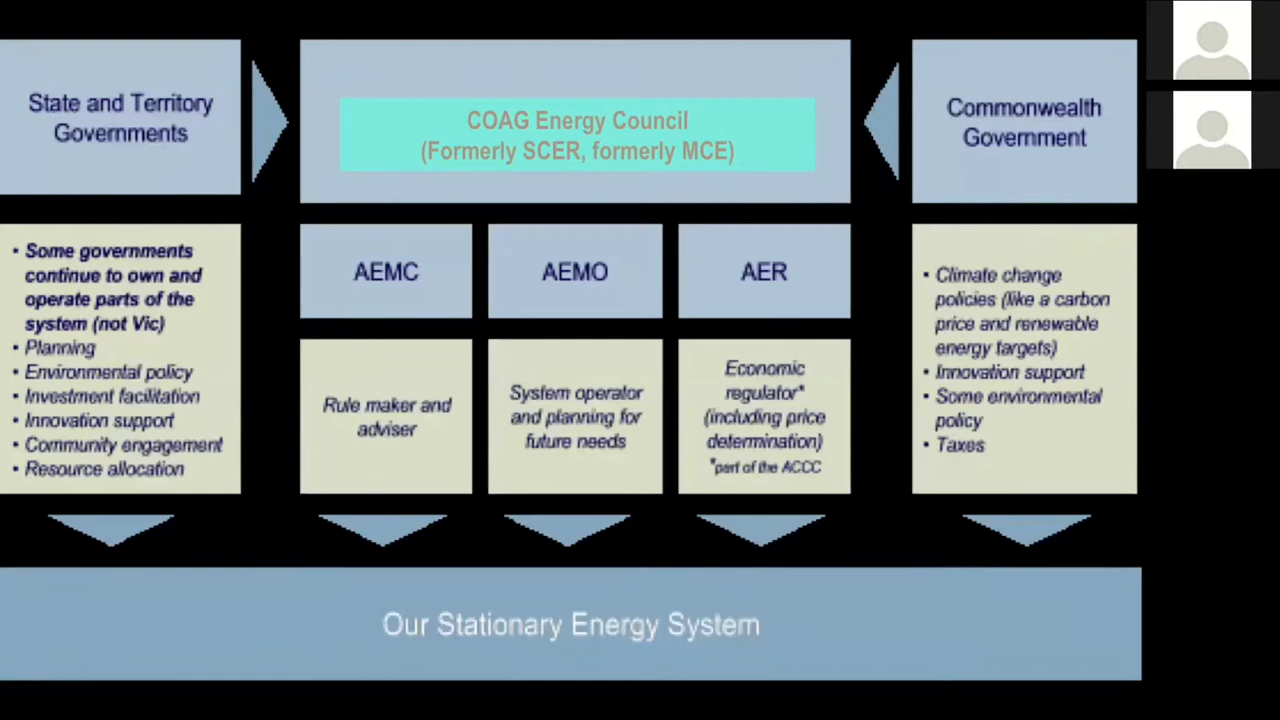 State and Territory
Governments
COAG Energy Council
(Formerly SCER, formerly MCE)
Commonwealth
Government
• Some governments
continue to own and
operate parts of the
system (not Vic)
• Planning
• Environmental policy
• Investment facilitation
• Innovation support
• Community engagement
• Resource allocation
AEMC
Rule maker and
adviser
AEMO
System operator
and planning for
future needs
AER
Economic
regulator*
(including price
determination)
*part of the ACCC
• Climate change
policies (like a carbon
price and renewable
energy targets)
• Innovation support
• Some environmental
policy
• Taxes
Our Stationary Energy System